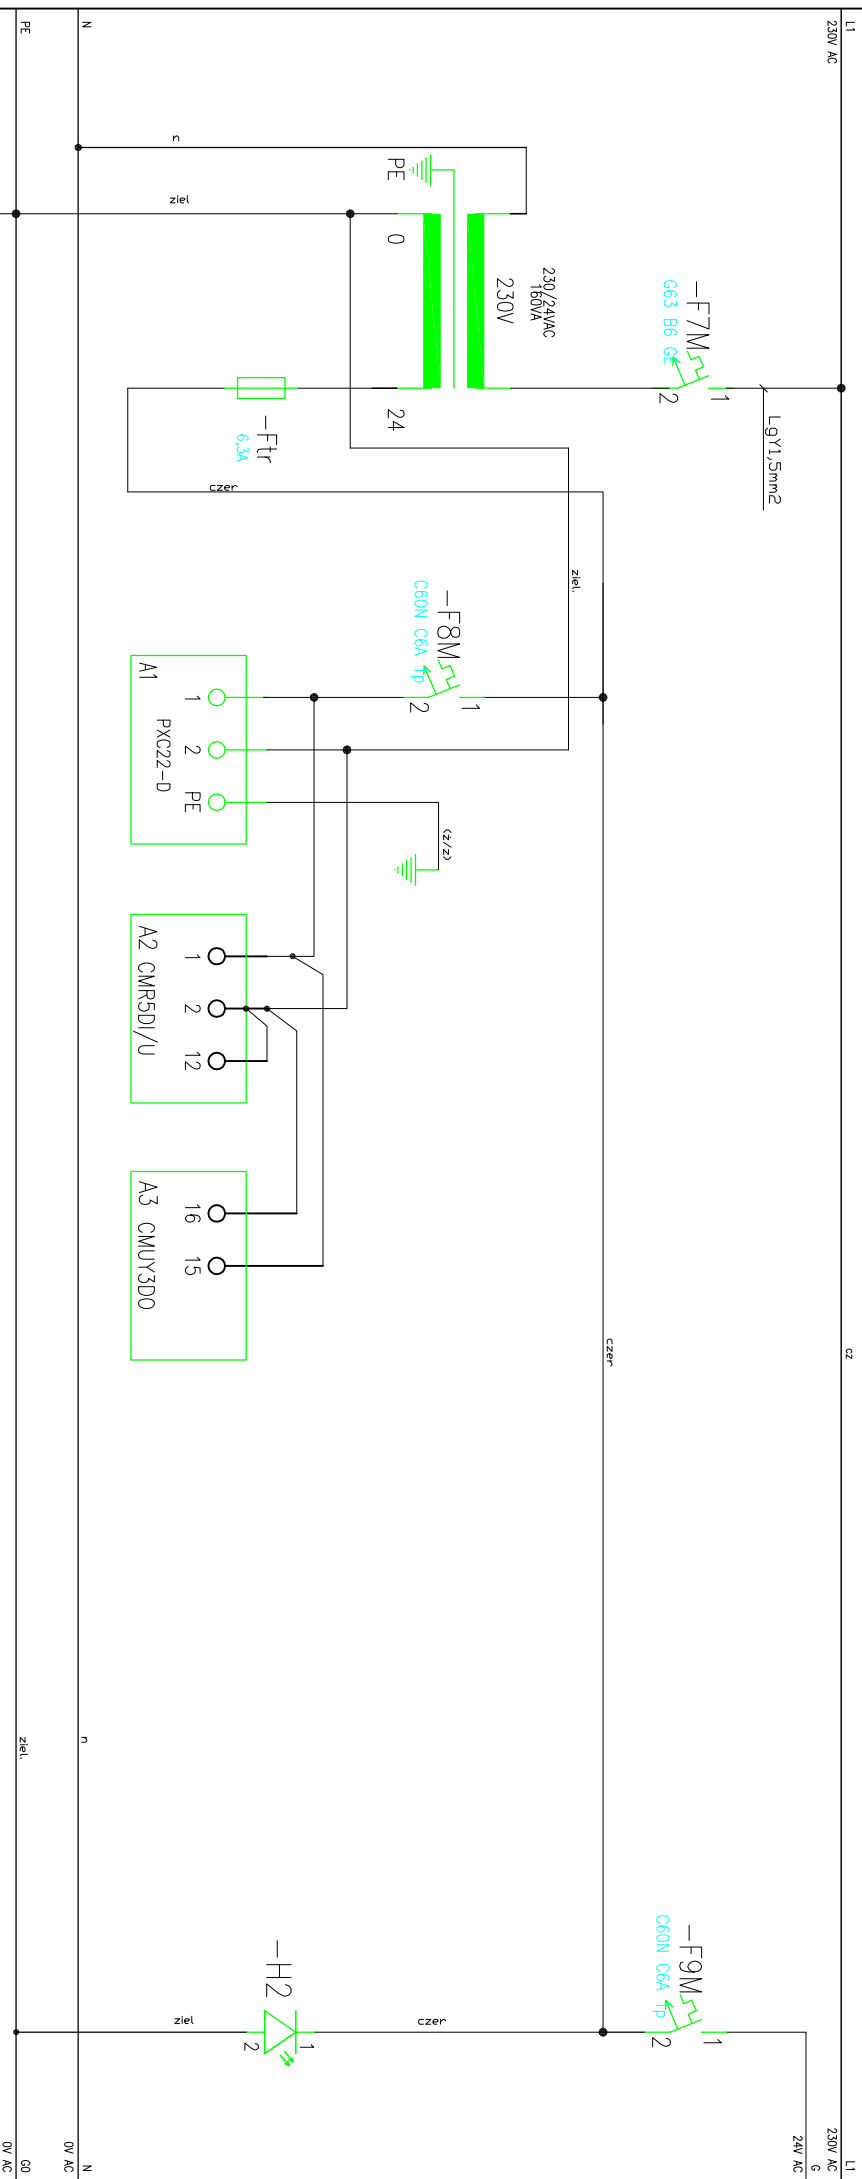 L1
230V AC
N
PE
n
ziel
PE
0
230V
230/24VAC
160VA
24
-F7M
G63 B6 GE
1
2
LgY1,5mm2
-Ftr
6,3A
czer
ziel.
-F8M
C60N C6A 1p
1
2
A1
PXC22-D
1
2
PE
(ż/z)
A2 CMR5DI/U
1
2
12
A3 CMUY3DO
16
15
czer
cz
n
ziel.
-F9M
C60N C6A 1p
1
2
-H2
1
2
czer
ziel
L1
230V AC
G
24V AC
N
0V AC
G0
0V AC